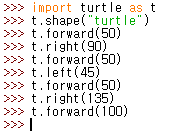 >>> import turtle as t
>>> t.shape("turtle")
>>> t.forward(50)
>>> t.right(90)
>>> t.forward(50)
>>> t.left(45)
>>> t.forward(50)
>>> t.right(135)
>>> t.forward(100)
>>>